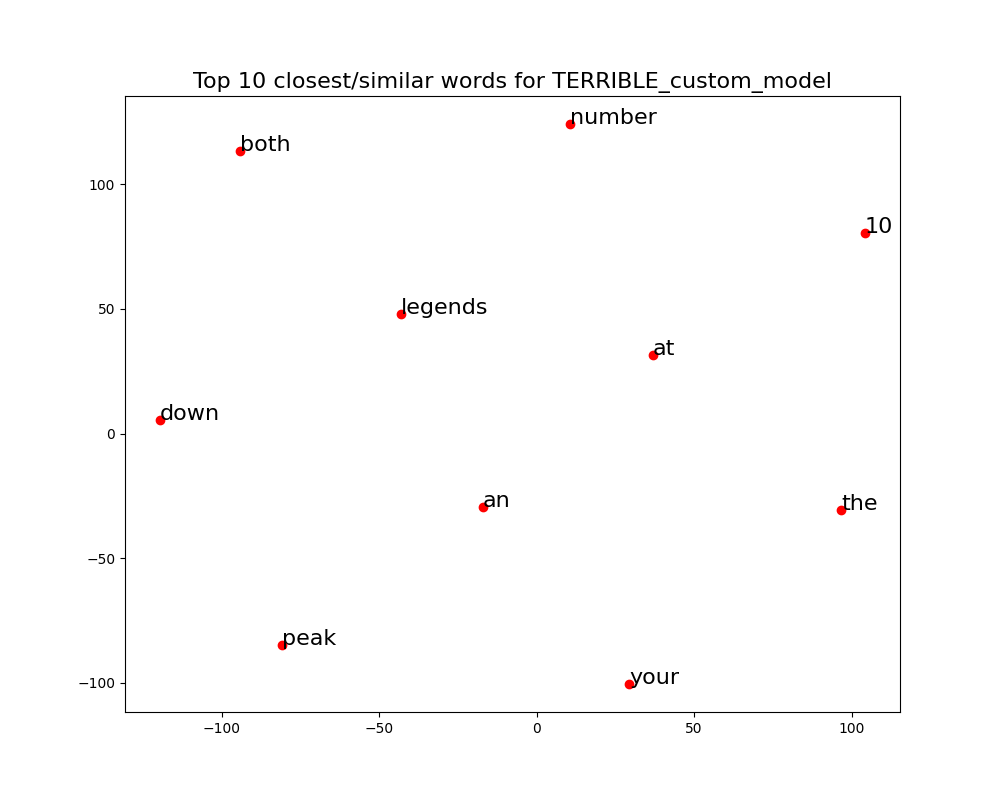 Top 10 closest/similar words for TERRIBLE_custom_model
number
both
100
10
50
legends
at
down
0
an
the
−50
peak
your
−100
−100
−50
0
50
100